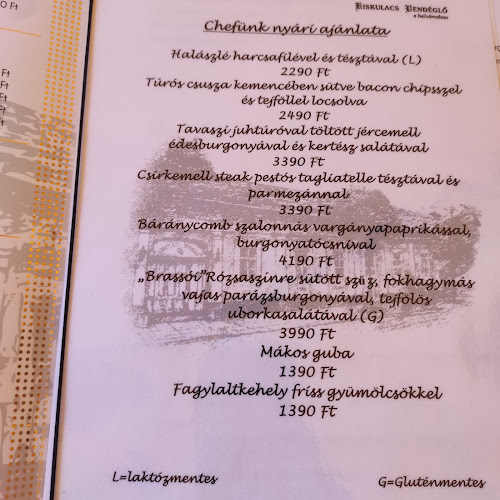 Kiskulacs Vendéglő
a belvárosban
Chefünk nyári ajánlata
Halászlé harcsafilével és tésztával (L)
2290 Ft
Túrós csusza kemencében sütve bacon chipsszel
és tejföllel locsolva
2490 Ft
Tavaszi juhtúróval töltött jércemell
édesburgonyával és kertész salátával
3390 Ft
Csirkemell steak pestós tagliatelle tésztával és
parmezánnal
3390 Ft
Báránycomb szalonnás vargányapaprikással,
burgonyatócsnival
4190 Ft
„Brassói"Rózsaszínre sütött szűz, fokhagymás
vajas parázsburgonyával, tejfölös
uborkasalátával (G)
3990 Ft
Mákos guba
1390 Ft
Fagylaltkehely friss gyümölcsökkel
1390 Ft
L=laktózmentes
G=Gluténmentes